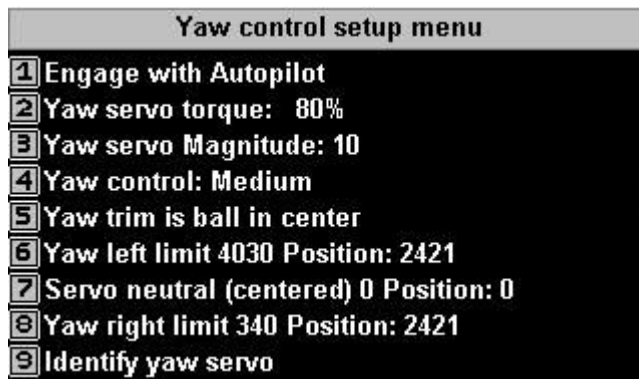 Yaw control setup menu
1 Engage with Autopilot
2 Yaw servo torque: 80%
3 Yaw servo Magnitude: 10
4 Yaw control: Medium
5 Yaw trim is ball in center
6 Yaw left limit 4030 Position: 2421
7 Servo neutral (centered) 0 Position: 0
8 Yaw right limit 340 Position: 2421
9 Identify yaw servo